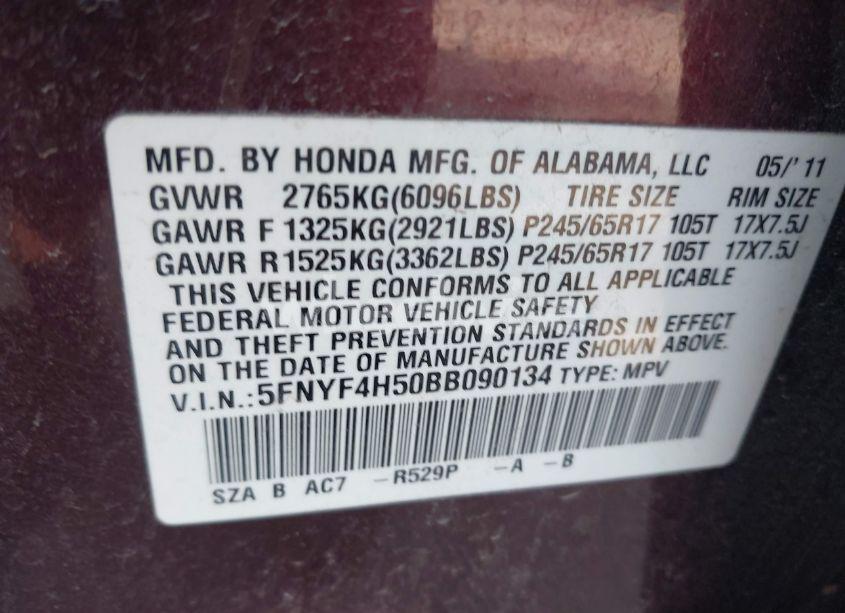 MFD. BY HONDA MFG. OF ALABAMA, LLC 05/'11
GVWR 2765KG(6096LBS) TIRE SIZE RIM SIZE
GAWR F 1325KG(2921LBS) P245/65R17 105T 17X7.5J
GAWR R1525KG(3362LBS) P245/65R17 105T 17X7.5J
THIS VEHICLE CONFORMS TO ALL APPLICABLE
FEDERAL MOTOR VEHICLE SAFETY
AND THEFT PREVENTION STANDARDS IN EFFECT
ON THE DATE OF MANUFACTURE SHOWN ABOVE.
V.I.N.:5FNYF4H50BB090134 TYPE: MPV
SZA B AC7 -R529P -A -B